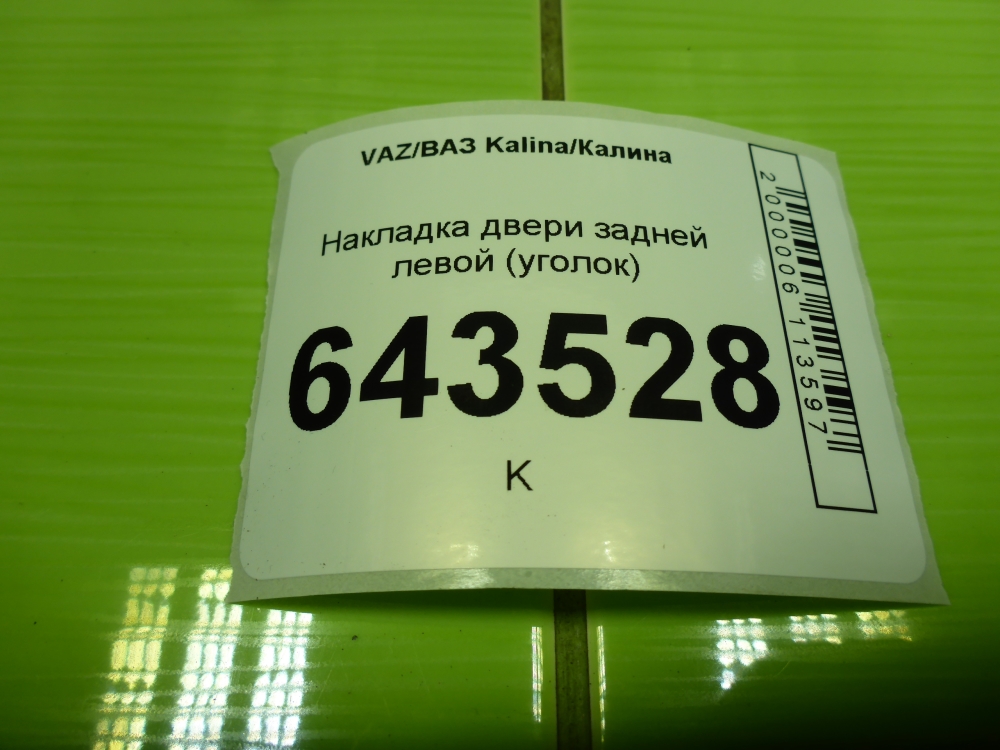 VAZ/ВАЗ Kalina/Калина
Накладка двери задней
левой (уголок)
643528
К
2000006113597